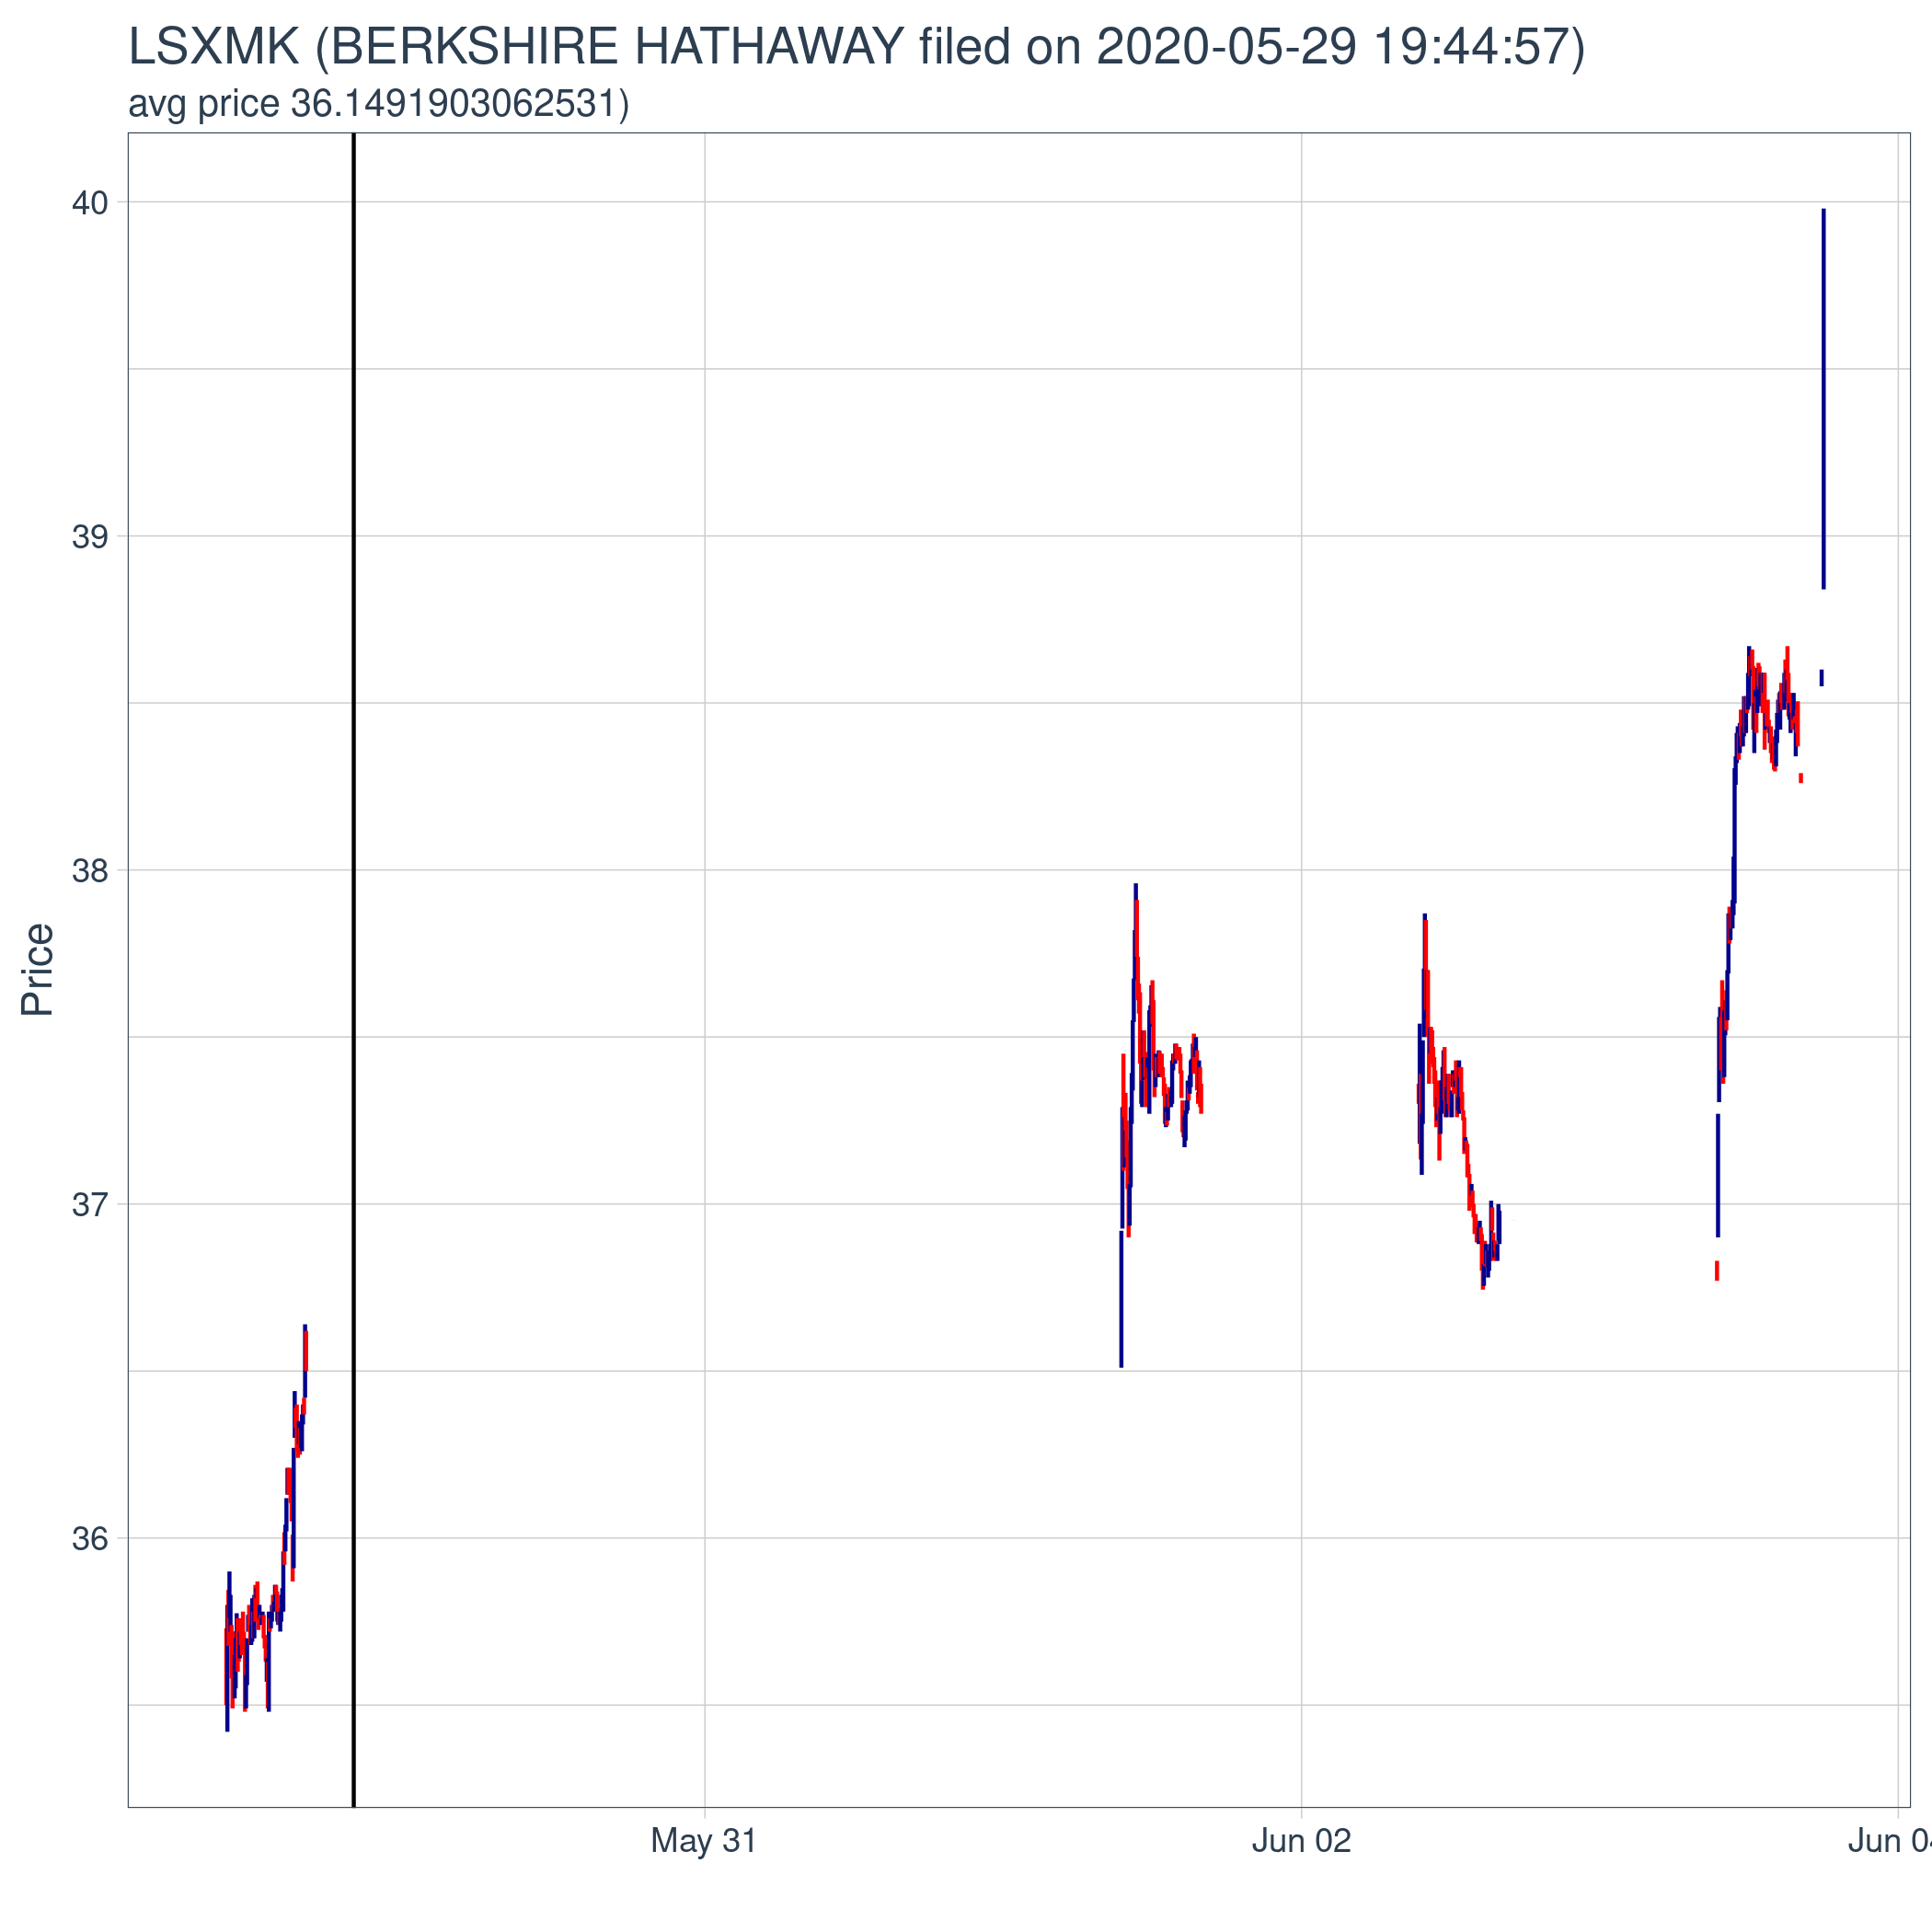 LSXMK (BERKSHIRE HATHAWAY filed on 2020-05-29 19:44:57)
avg price 36.1491903062531)
40
39
38
37
36
Price
May 31
Jun 02
Jun